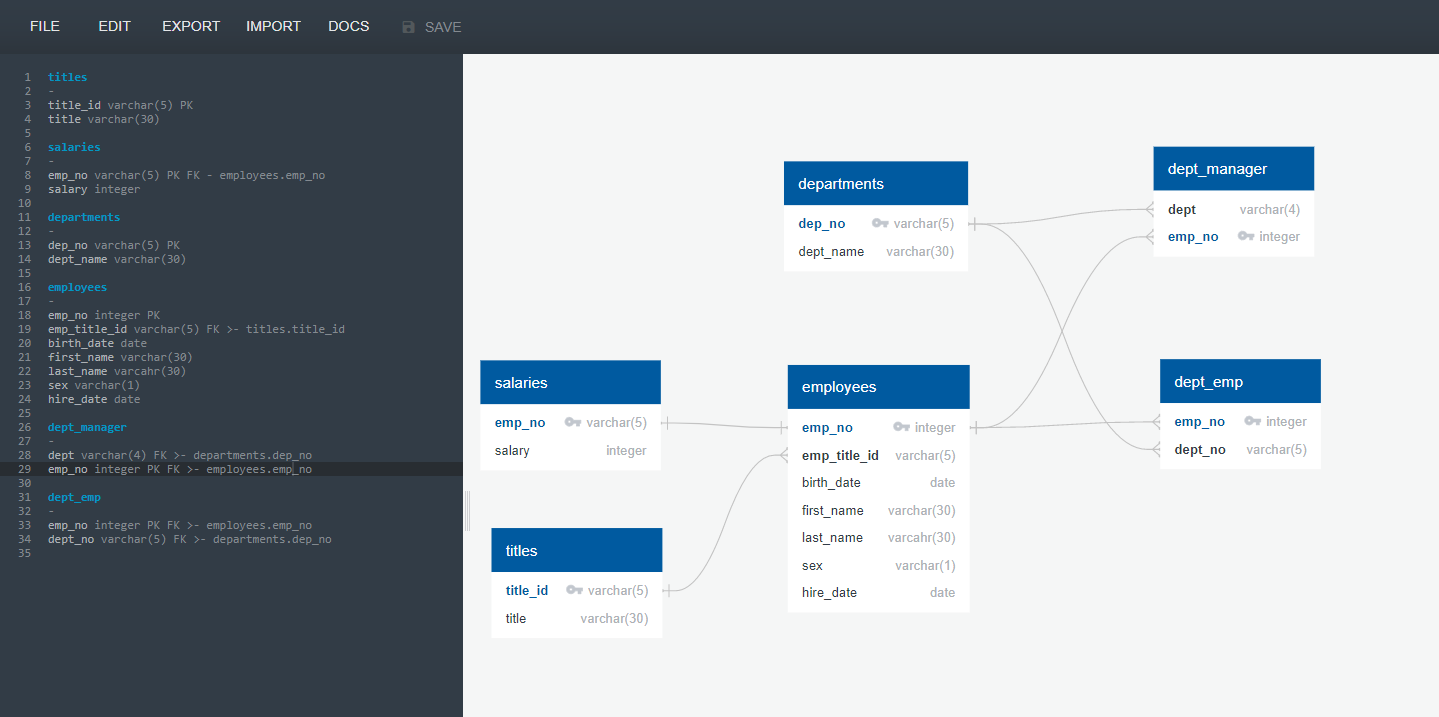 FILE EDIT EXPORT IMPORT DOCS SAVE
1 titles
2 -
3 title_id varchar(5) PK
4 title varchar(30)
5
6 salaries
7 -
8 emp_no varchar(5) PK FK - employees.emp_no
9 salary integer
10
11 departments
12 -
13 dep_no varchar(5) PK
14 dept_name varchar(30)
15
16 employees
17 -
18 emp_no integer PK
19 emp_title_id varchar(5) FK >- titles.title_id
20 birth_date date
21 first_name varchar(30)
22 last_name varcahr(30)
23 sex varchar(1)
24 hire_date date
25
26 dept_manager
27 -
28 dept varchar(4) FK >- departments.dep_no
29 emp_no integer PK FK >- employees.emp_no
30
31 dept_emp
32 -
33 emp_no integer PK FK >- employees.emp_no
34 dept_no varchar(5) FK >- departments.dep_no
35
departments
dep_no varchar(5)
dept_name varchar(30)
dept_manager
dept varchar(4)
emp_no integer
salaries
emp_no varchar(5)
salary integer
employees
emp_no integer
emp_title_id varchar(5)
birth_date date
first_name varchar(30)
last_name varcahr(30)
sex varchar(1)
hire_date date
dept_emp
emp_no integer
dept_no varchar(5)
titles
title_id varchar(5)
title varchar(30)